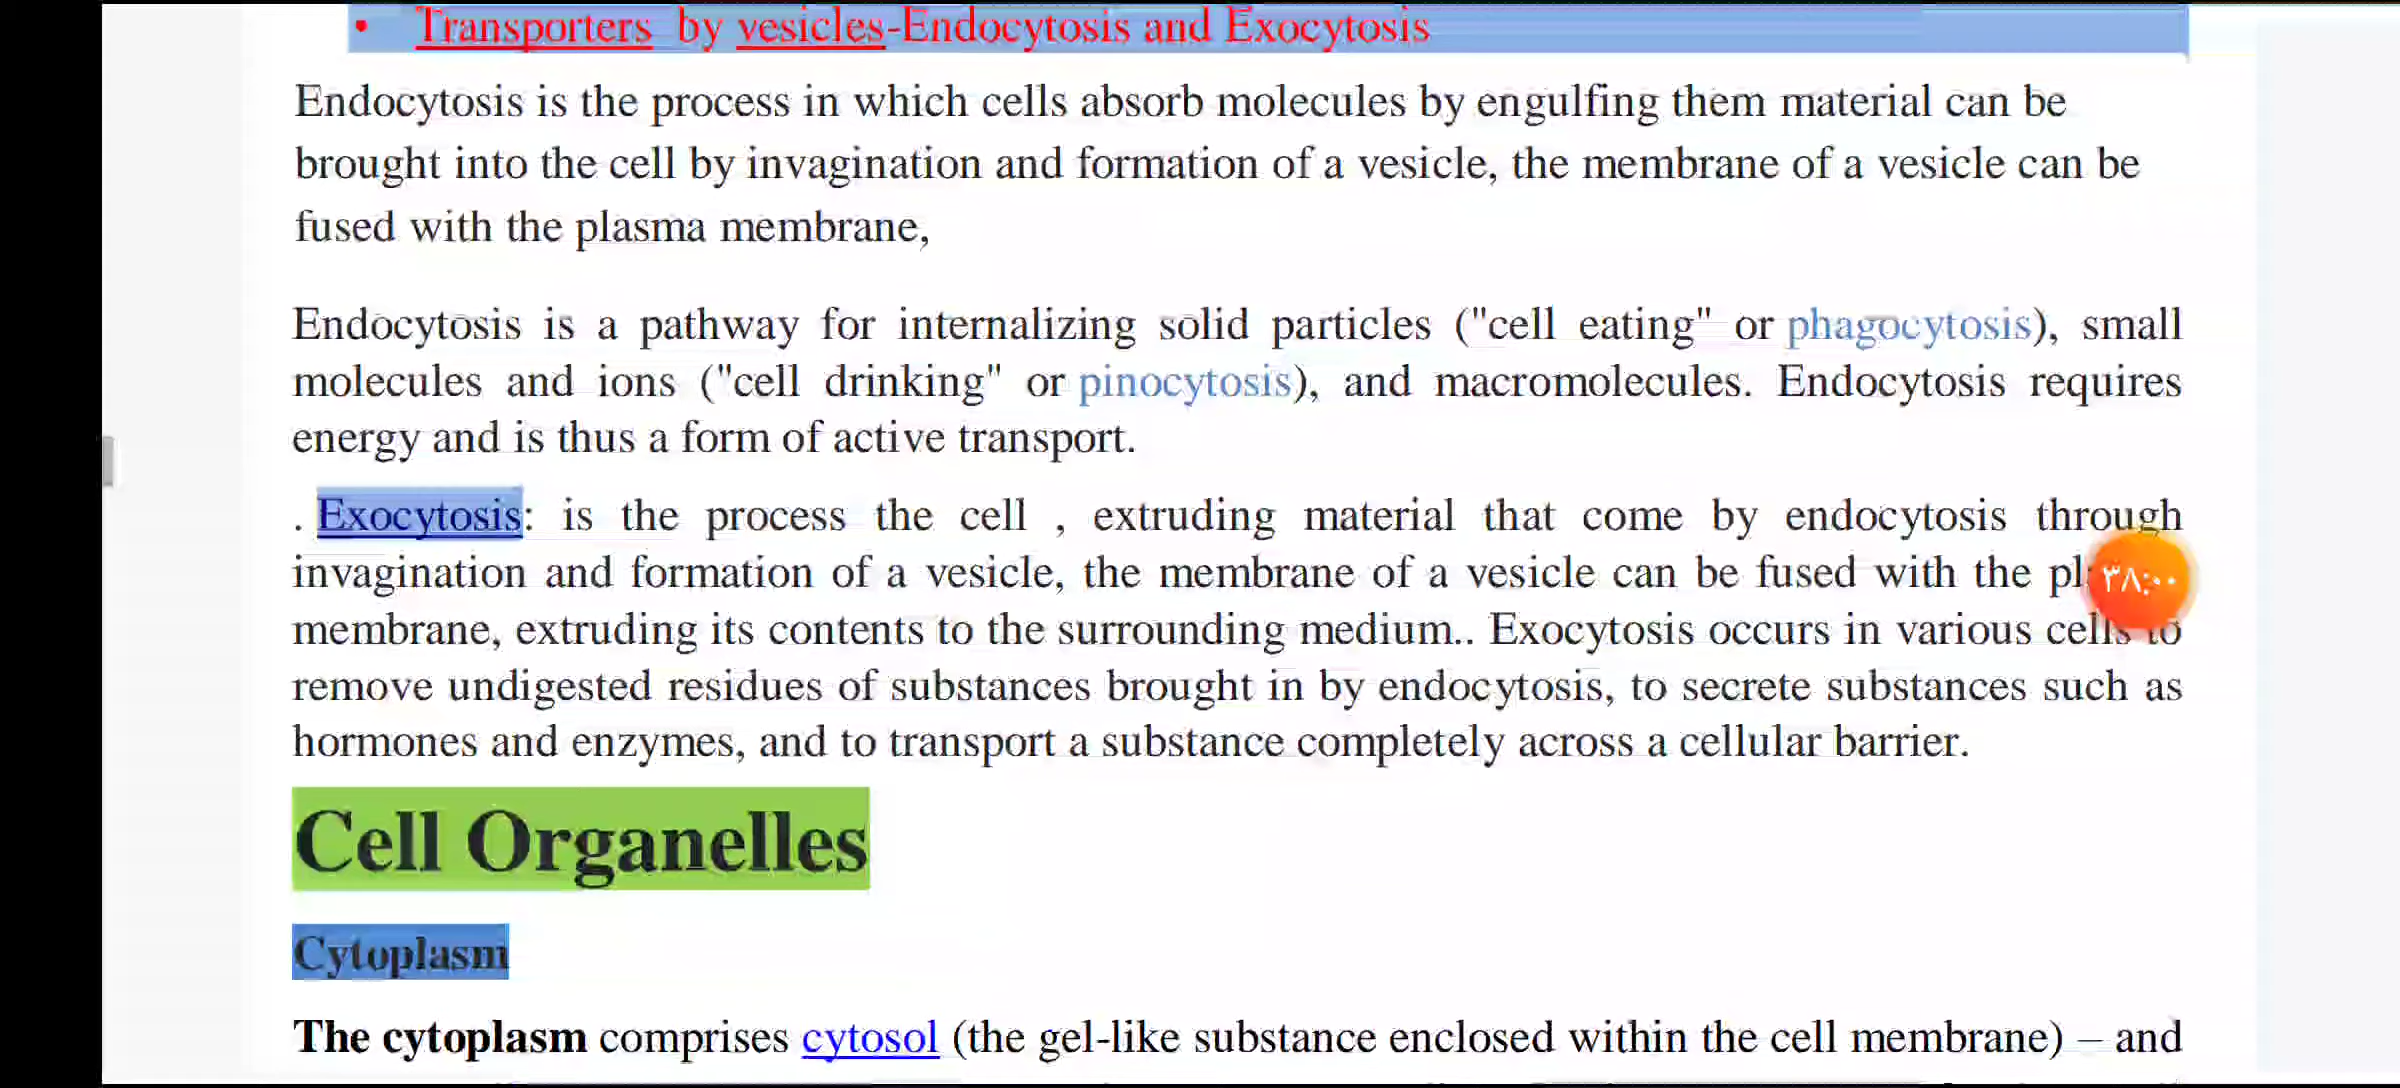 • Transporters by vesicles-Endocytosis and Exocytosis
Endocytosis is the process in which cells absorb molecules by engulfing them material can be
brought into the cell by invagination and formation of a vesicle, the membrane of a vesicle can be
fused with the plasma membrane,
Endocytosis is a pathway for internalizing solid particles ("cell eating" or phagocytosis), small
molecules and ions ("cell drinking" or pinocytosis), and macromolecules. Endocytosis requires
energy and is thus a form of active transport.
. Exocytosis: is the process the cell , extruding material that come by endocytosis through
invagination and formation of a vesicle, the membrane of a vesicle can be fused with the
٣٨:٠٠
membrane, extruding its contents to the surrounding medium.. Exocytosis occurs in various cells to
remove undigested residues of substances brought in by endocytosis, to secrete substances such as
hormones and enzymes, and to transport a substance completely across a cellular barrier.
Cell Organelles
Cytoplasm
The cytoplasm comprises cytosol (the gel-like substance enclosed within the cell membrane) – and